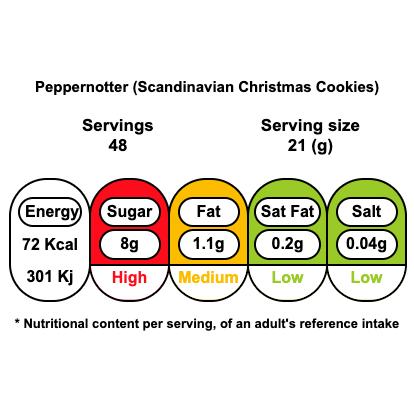 Peppernotter (Scandinavian Christmas Cookies)
Servings Serving size
48 21 (g)
Energy Sugar Fat Sat Fat Salt
72 Kcal 8g 1.1g 0.2g 0.04g
301 Kj High Medium Low Low
* Nutritional content per serving, of an adult's reference intake